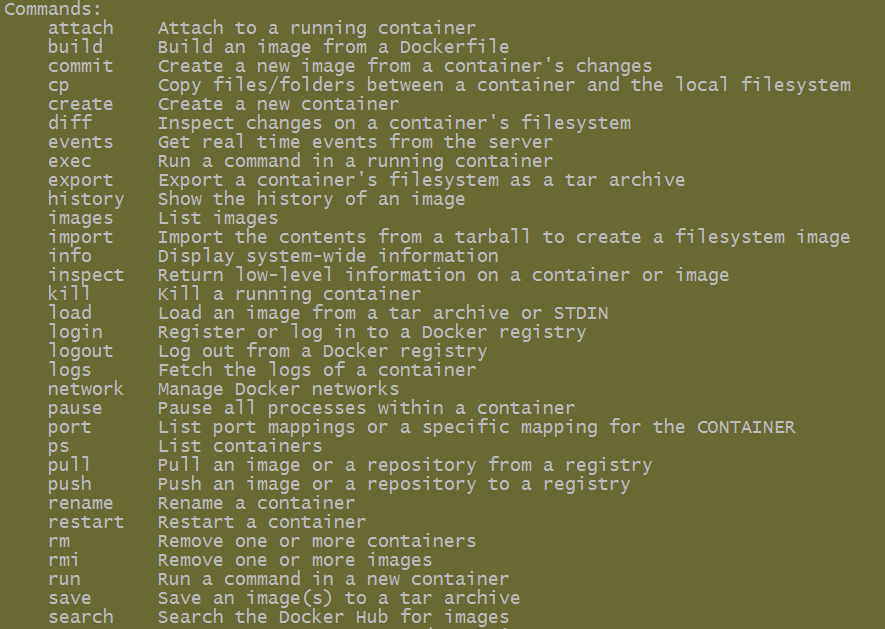 Commands:
attach Attach to a running container
build Build an image from a Dockerfile
commit Create a new image from a container's changes
cp Copy files/folders between a container and the local filesystem
create Create a new container
diff Inspect changes on a container's filesystem
events Get real time events from the server
exec Run a command in a running container
export Export a container's filesystem as a tar archive
history Show the history of an image
images List images
import Import the contents from a tarball to create a filesystem image
info Display system-wide information
inspect Return low-level information on a container or image
kill Kill a running container
load Load an image from a tar archive or STDIN
login Register or log in to a Docker registry
logout Log out from a Docker registry
logs Fetch the logs of a container
network Manage Docker networks
pause Pause all processes within a container
port List port mappings or a specific mapping for the CONTAINER
ps List containers
pull Pull an image or a repository from a registry
push Push an image or a repository to a registry
rename Rename a container
restart Restart a container
rm Remove one or more containers
rmi Remove one or more images
run Run a command in a new container
save Save an image(s) to a tar archive
search Search the Docker Hub for images